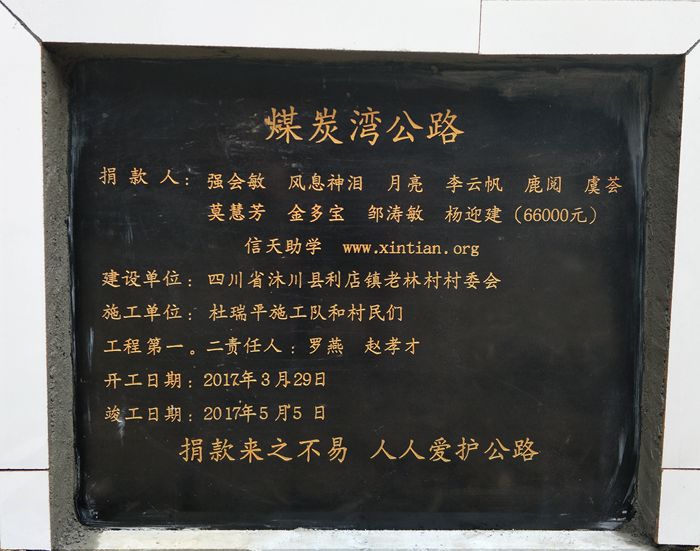 煤炭湾公路
捐款人：强会敏 风息神泪 月亮 李云帆 鹿阅 虞荟
莫慧芳 金多宝 邹涛敏 杨迎建（66000元）
信天助学 www.xintian.org
建设单位：四川省沐川县利店镇老林村村委会
施工单位：杜瑞平施工队和村民们
工程第一。二责任人：罗燕 赵孝才
开工日期：2017年3月29日
竣工日期：2017年5月5日
捐款来之不易 人人爱护公路